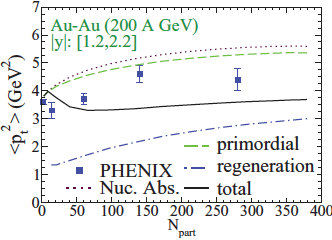 Au-Au (200 A GeV)
|y|: [1.2,2.2]
<p_t^2> (GeV^2)
7
6
5
4
3
2
1
0
primordial
PHENIX
regeneration
Nuc. Abs.
total
0 50 100 150 200 250 300 350 400
N_part